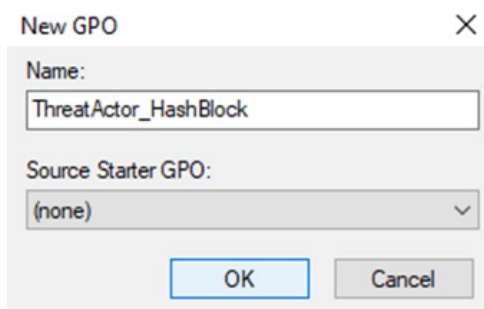 New GPO
Name:
ThreatActor_HashBlock
Source Starter GPO:
(none)
OK
Cancel